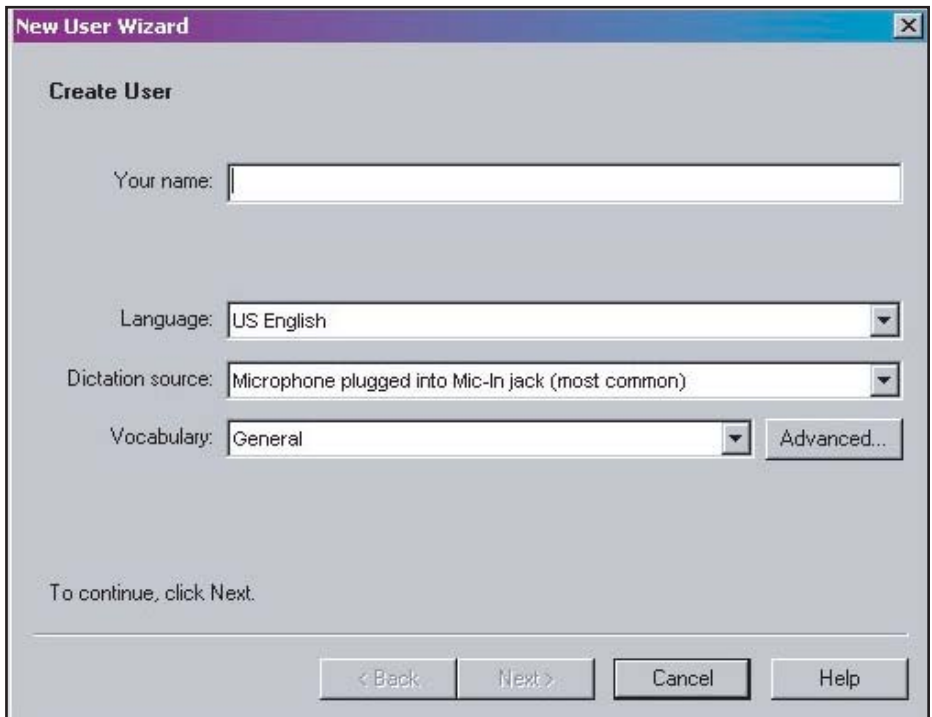 New User Wizard
Create User
Your name:
Language: US English
Dictation source: Microphone plugged into Mic-In jack (most common)
Vocabulary: General Advanced...
To continue, click Next.
< Back Next > Cancel Help